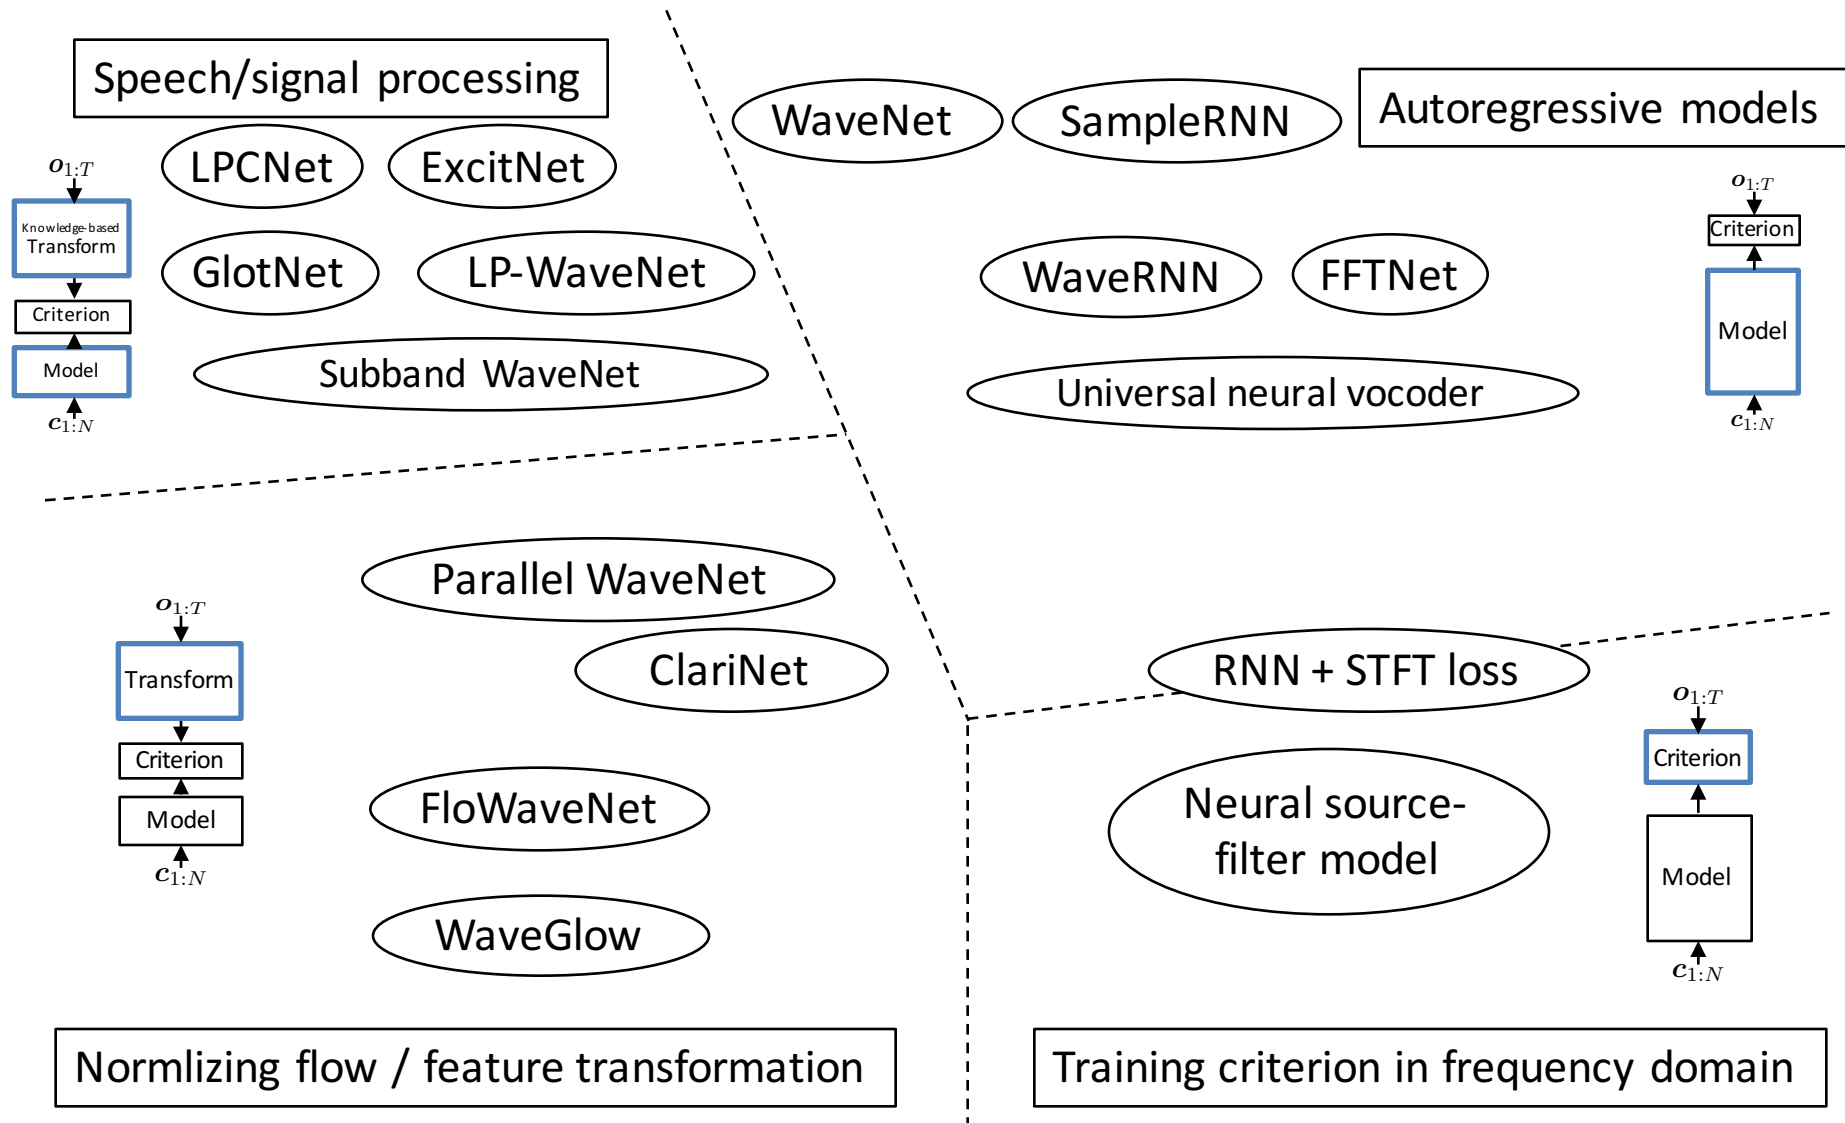 Speech/signal processing
LPCNet
ExcitNet
GlotNet
LP-WaveNet
Subband WaveNet
o1:T
Knowledge-based
Transform
Criterion
Model
c1:N
WaveNet
SampleRNN
Autoregressive models
WaveRNN
FFTNet
Universal neural vocoder
o1:T
Criterion
Model
c1:N
Parallel WaveNet
ClariNet
FloWaveNet
WaveGlow
o1:T
Transform
Criterion
Model
c1:N
Normlizing flow / feature transformation
RNN + STFT loss
Neural source-
filter model
o1:T
Criterion
Model
c1:N
Training criterion in frequency domain